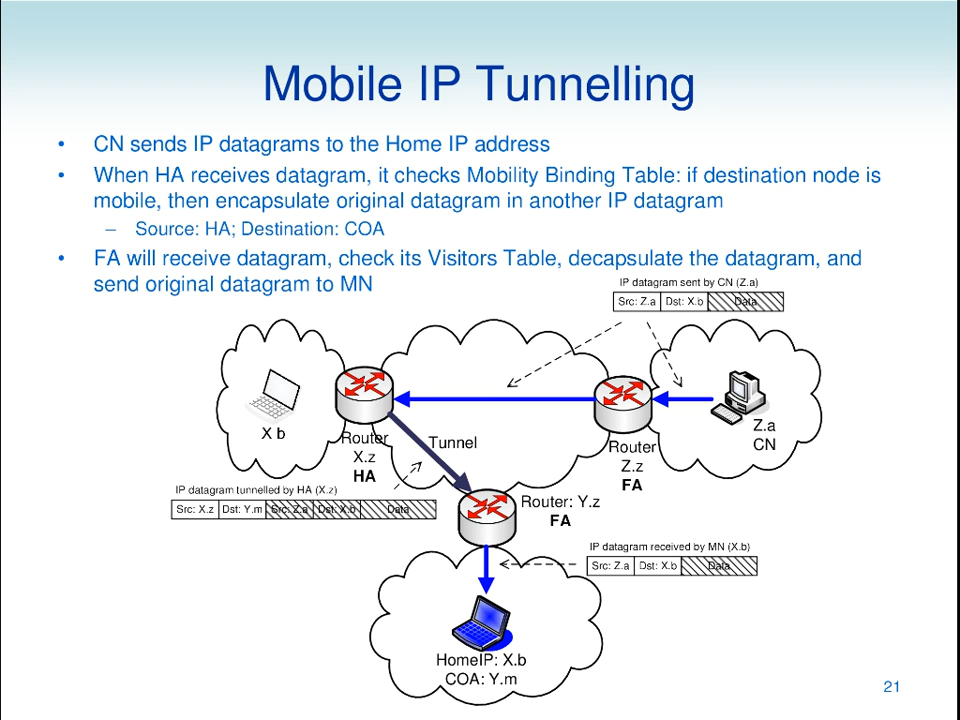 Mobile IP Tunnelling
• CN sends IP datagrams to the Home IP address
• When HA receives datagram, it checks Mobility Binding Table: if destination node is
mobile, then encapsulate original datagram in another IP datagram
– Source: HA; Destination: COA
• FA will receive datagram, check its Visitors Table, decapsulate the datagram, and
send original datagram to MN
IP datagram sent by CN (Z.a)
Src: Z.a Dst: X.b Data
X b
Router
X.z
HA
Tunnel
Router
Z.z
FA
Z.a
CN
IP datagram tunnelled by HA (X.z)
Src: X.z Dst: Y.m Src: Z.a Dst: X.b Data
Router: Y.z
FA
IP datagram received by MN (X.b)
Src: Z.a Dst: X.b Data
HomeIP: X.b
COA: Y.m
21